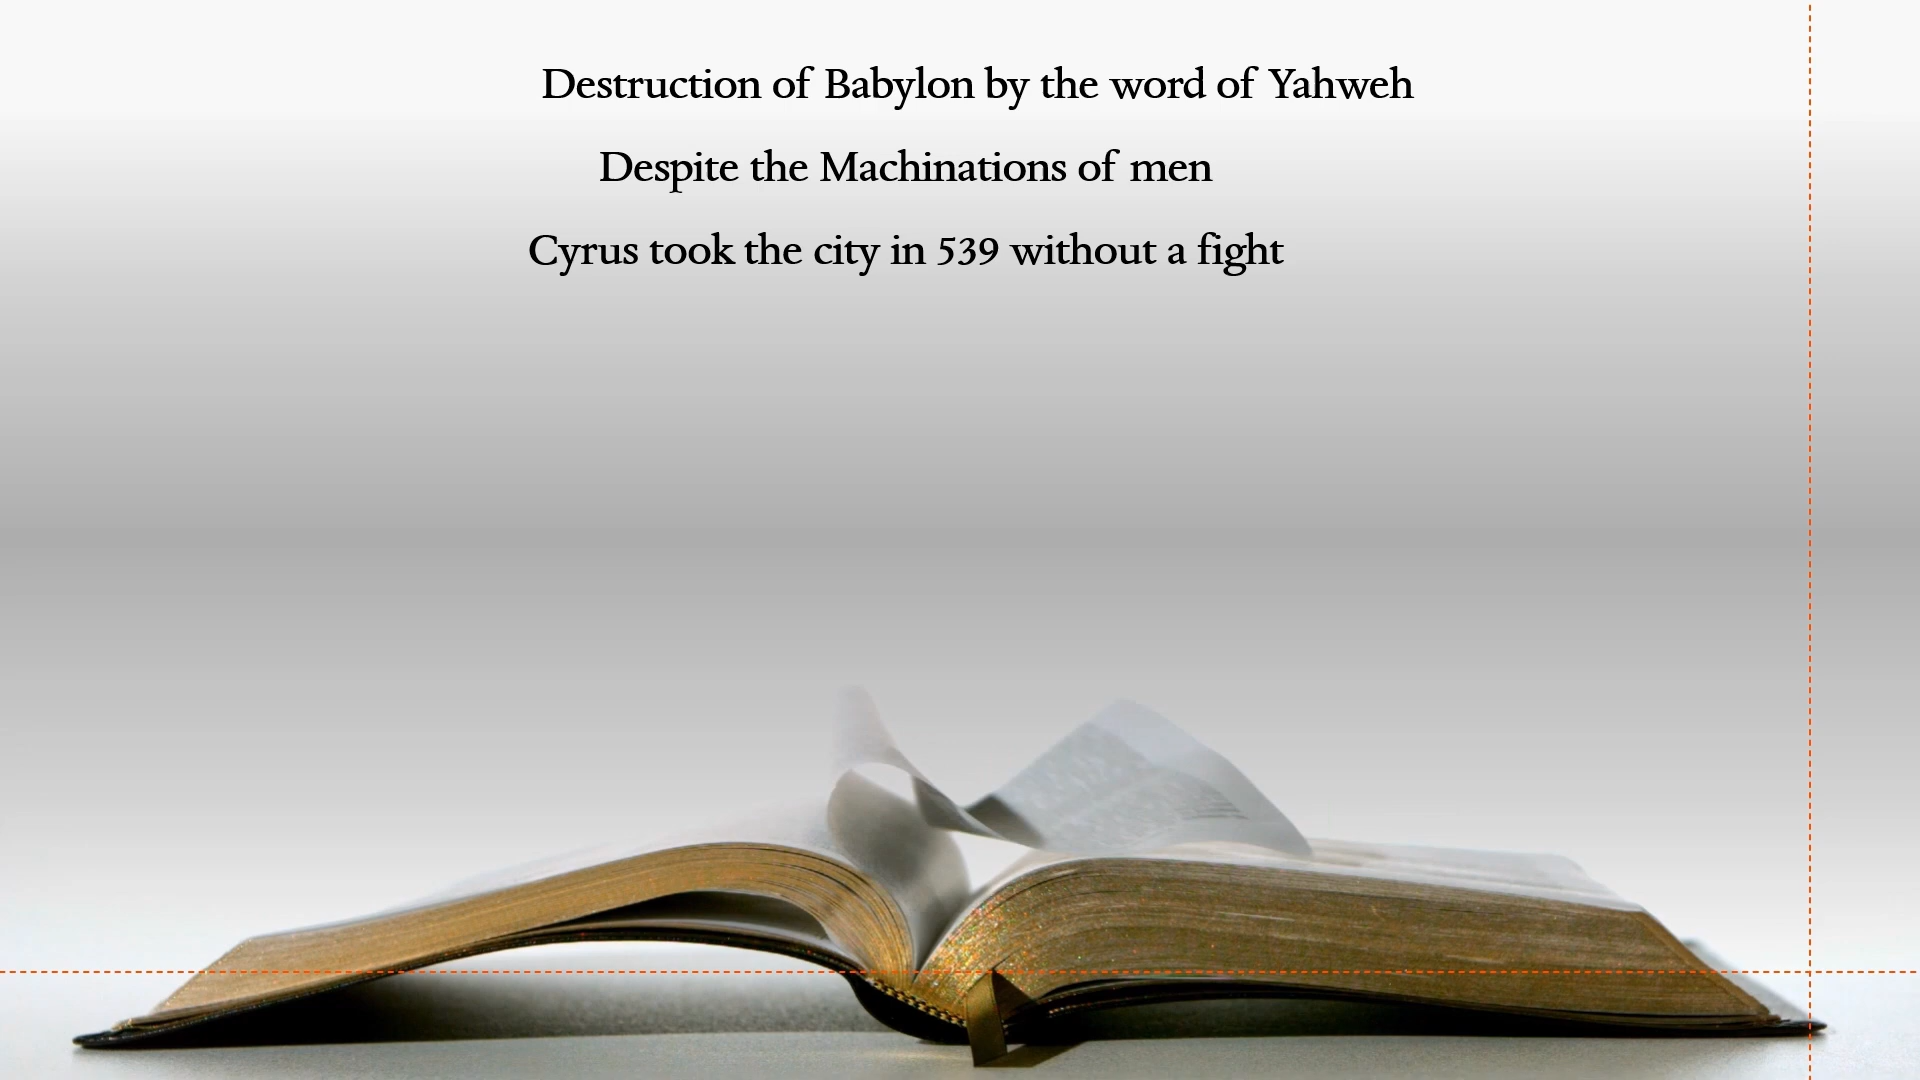 Destruction of Babylon by the word of Yahweh
Despite the Machinations of men
Cyrus took the city in 539 without a fight